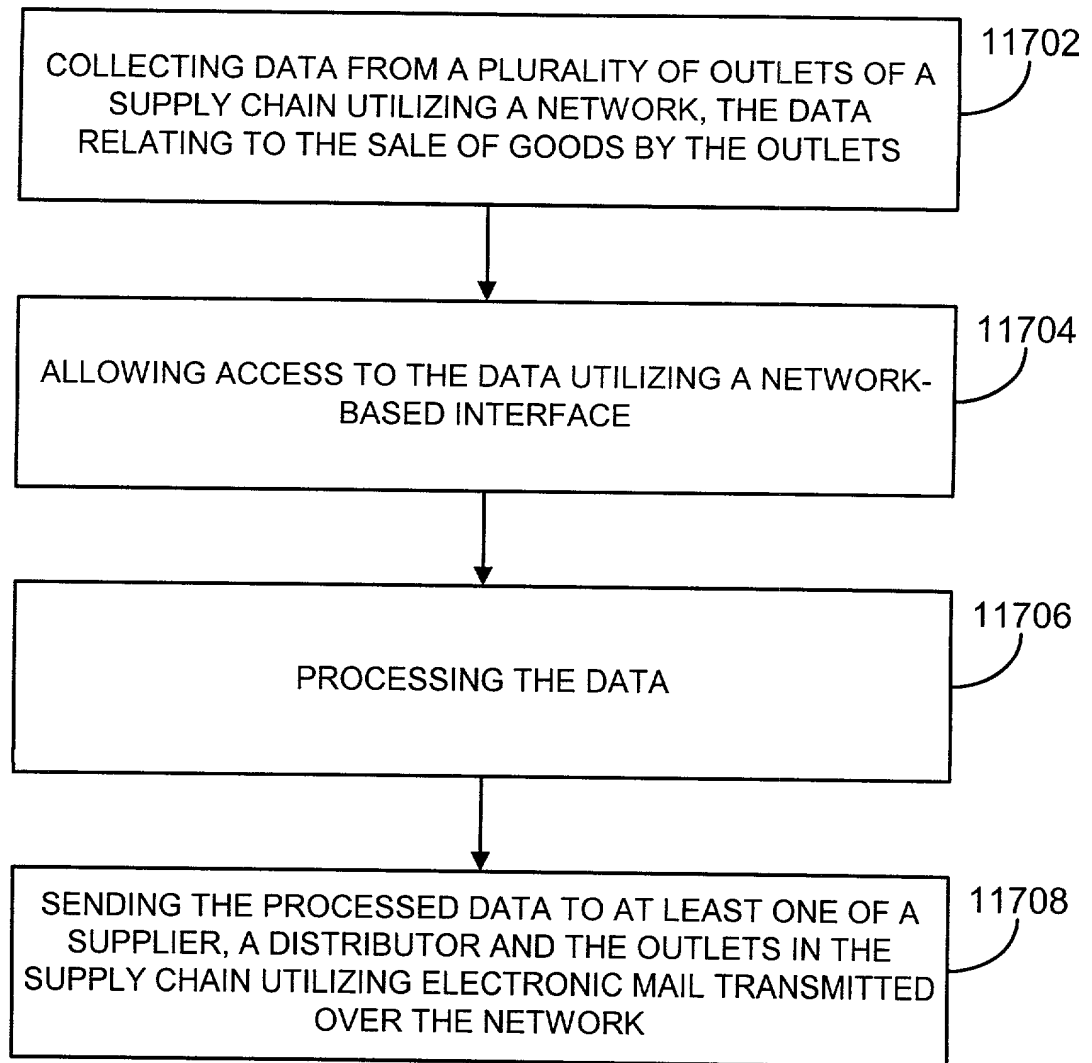 11702
COLLECTING DATA FROM A PLURALITY OF OUTLETS OF A
SUPPLY CHAIN UTILIZING A NETWORK, THE DATA
RELATING TO THE SALE OF GOODS BY THE OUTLETS
11704
ALLOWING ACCESS TO THE DATA UTILIZING A NETWORK-
BASED INTERFACE
11706
PROCESSING THE DATA
11708
SENDING THE PROCESSED DATA TO AT LEAST ONE OF A
SUPPLIER, A DISTRIBUTOR AND THE OUTLETS IN THE
SUPPLY CHAIN UTILIZING ELECTRONIC MAIL TRANSMITTED
OVER THE NETWORK